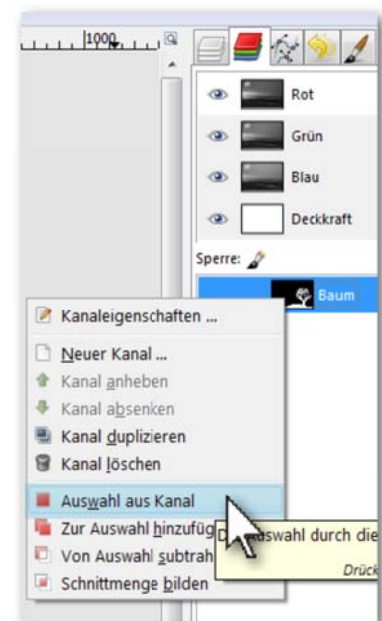 1000
Rot
Grün
Blau
Deckkraft
Sperre:
Baum
Kanaleigenschaften ...
Neuer Kanal ...
Kanal anheben
Kanal absenken
Kanal duplizieren
Kanal löschen
Auswahl aus Kanal
Zur Auswahl hinzufüg
Von Auswahl subtrah
Schnittmenge bilden
swahl durch die
Drück